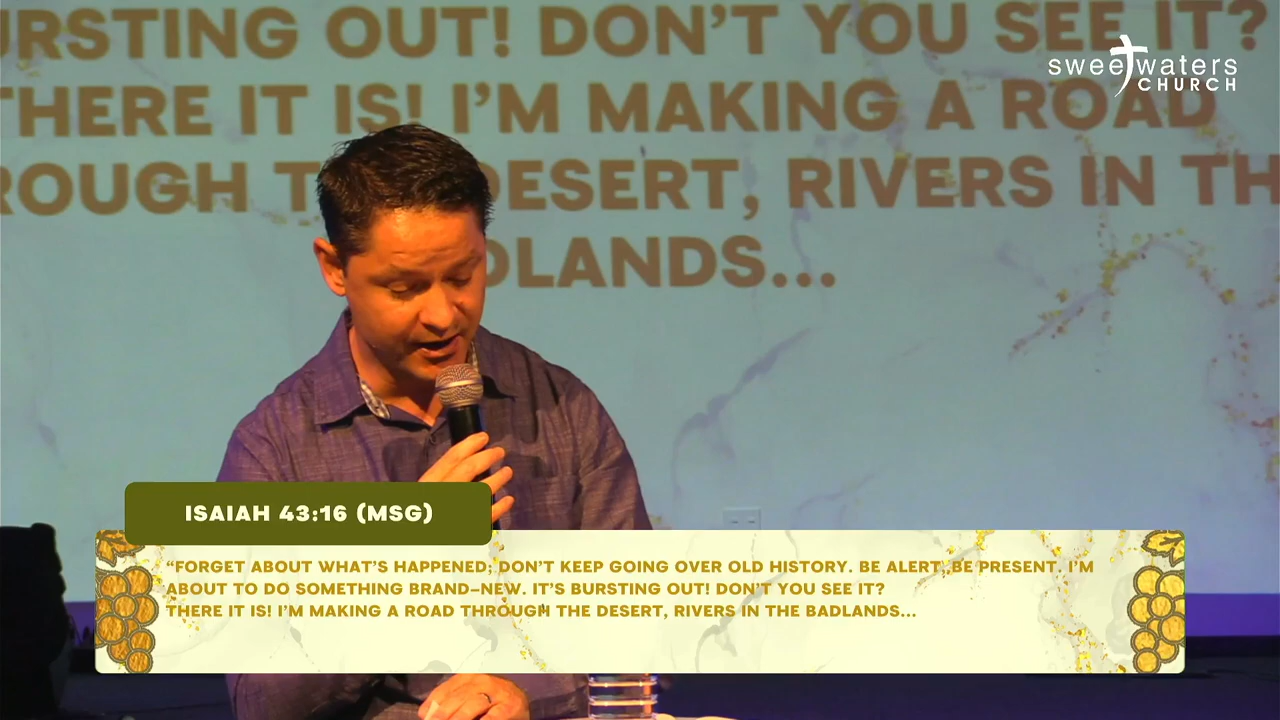 URSTING OUT! DON'T YOU SEE IT?
THERE IT IS! I'M MAKING A ROAD
ROUGH T DESERT, RIVERS IN TH
DLANDS...
sweetwaters
CHURCH
ISAIAH 43:16 (MSG)
“FORGET ABOUT WHAT'S HAPPENED; DON'T KEEP GOING OVER OLD HISTORY. BE ALERT, BE PRESENT. I'M
ABOUT TO DO SOMETHING BRAND-NEW. IT'S BURSTING OUT! DON'T YOU SEE IT?
THERE IT IS! I'M MAKING A ROAD THROUGH THE DESERT, RIVERS IN THE BADLANDS...